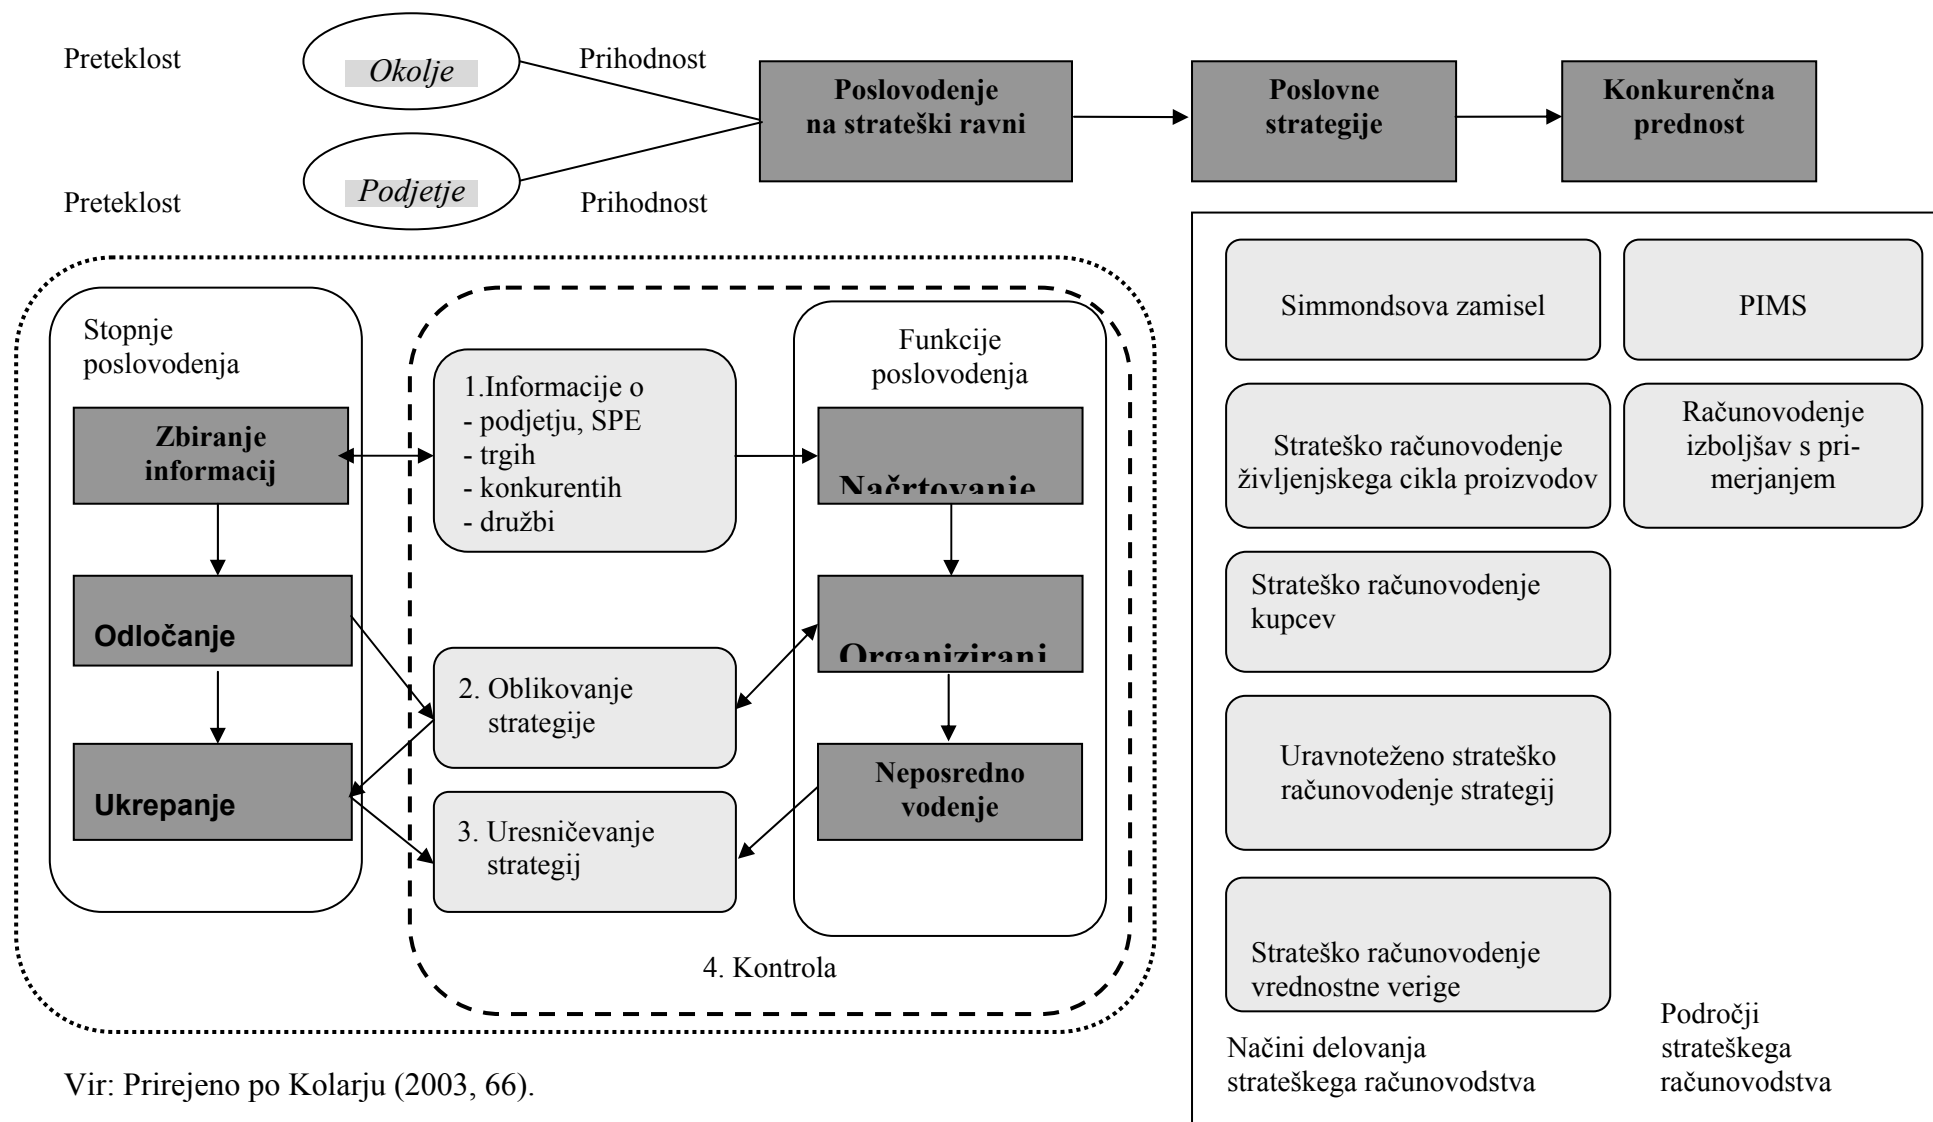 Preteklost
Okolje
Prihodnost
Poslovodenje
na strateški ravni
Poslovne
strategije
Konkurenčna
prednost
Preteklost
Podjetje
Prihodnost
Stopnje
poslovodenja
Zbiranje
informacij
Odločanje
Ukrepanje
1.Informacije o
- podjetju, SPE
- trgih
- konkurentih
- družbi
2. Oblikovanje
strategije
3. Uresničevanje
strategij
4. Kontrola
Funkcije
poslovodenja
Načrtovanje
Organizirani
Neposredno
vodenje
Simmondsova zamisel
Strateško računovodenje
življenjskega cikla proizvodov
Strateško računovodenje
kupcev
Uravnoteženo strateško
računovodenje strategij
Strateško računovodenje
vrednostne verige
Načini delovanja
strateškega računovodstva
PIMS
Računovodenje
izboljšav s pri-
merjanjem
Področji
strateškega
računovodstva
Vir: Prirejeno po Kolarju (2003, 66).